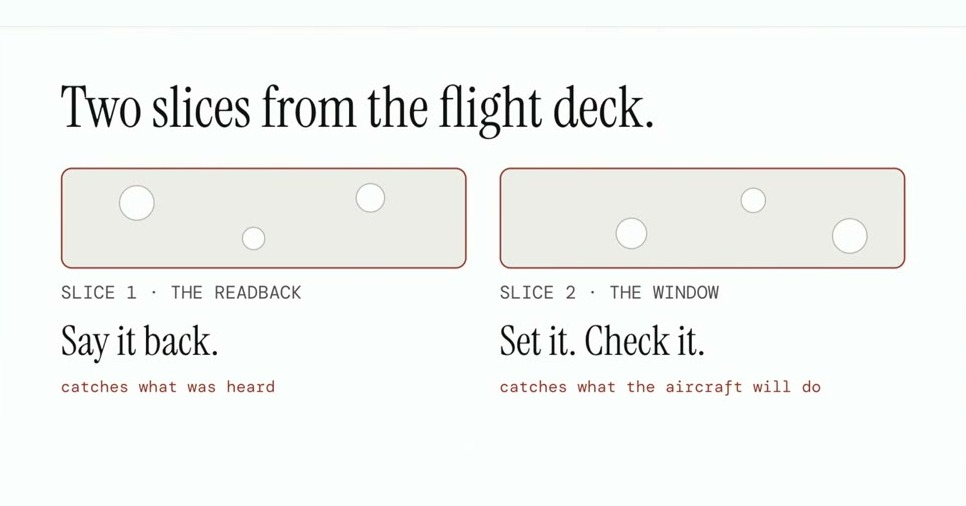 Two slices from the flight deck.
SLICE 1 · THE READBACK
Say it back.
catches what was heard
SLICE 2 · THE WINDOW
Set it. Check it.
catches what the aircraft will do